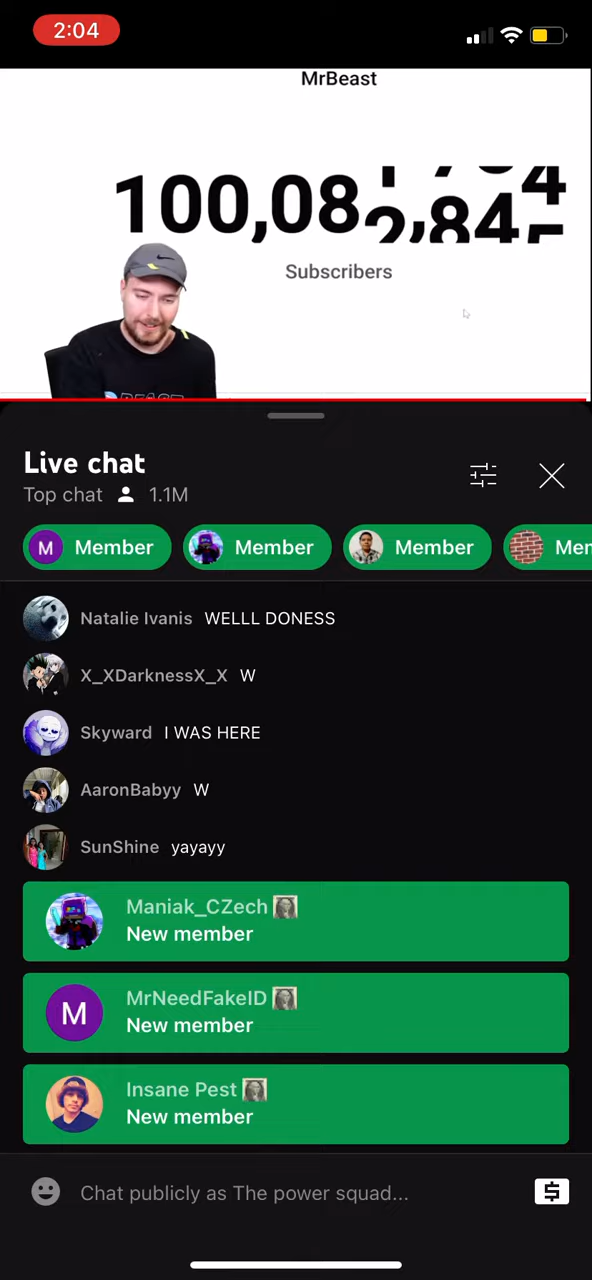 2:04
MrBeast
100,08
Subscribers
Live chat
Top chat 1.1M
M Member Member Member Mem
Natalie Ivanis WELLL DONESS
X_XDarknessX_X W
Skyward I WAS HERE
AaronBabyy W
SunShine yayayy
Maniak_CZech
New member
M MrNeedFakeID
New member
Insane Pest
New member
Chat publicly as The power squad...
$